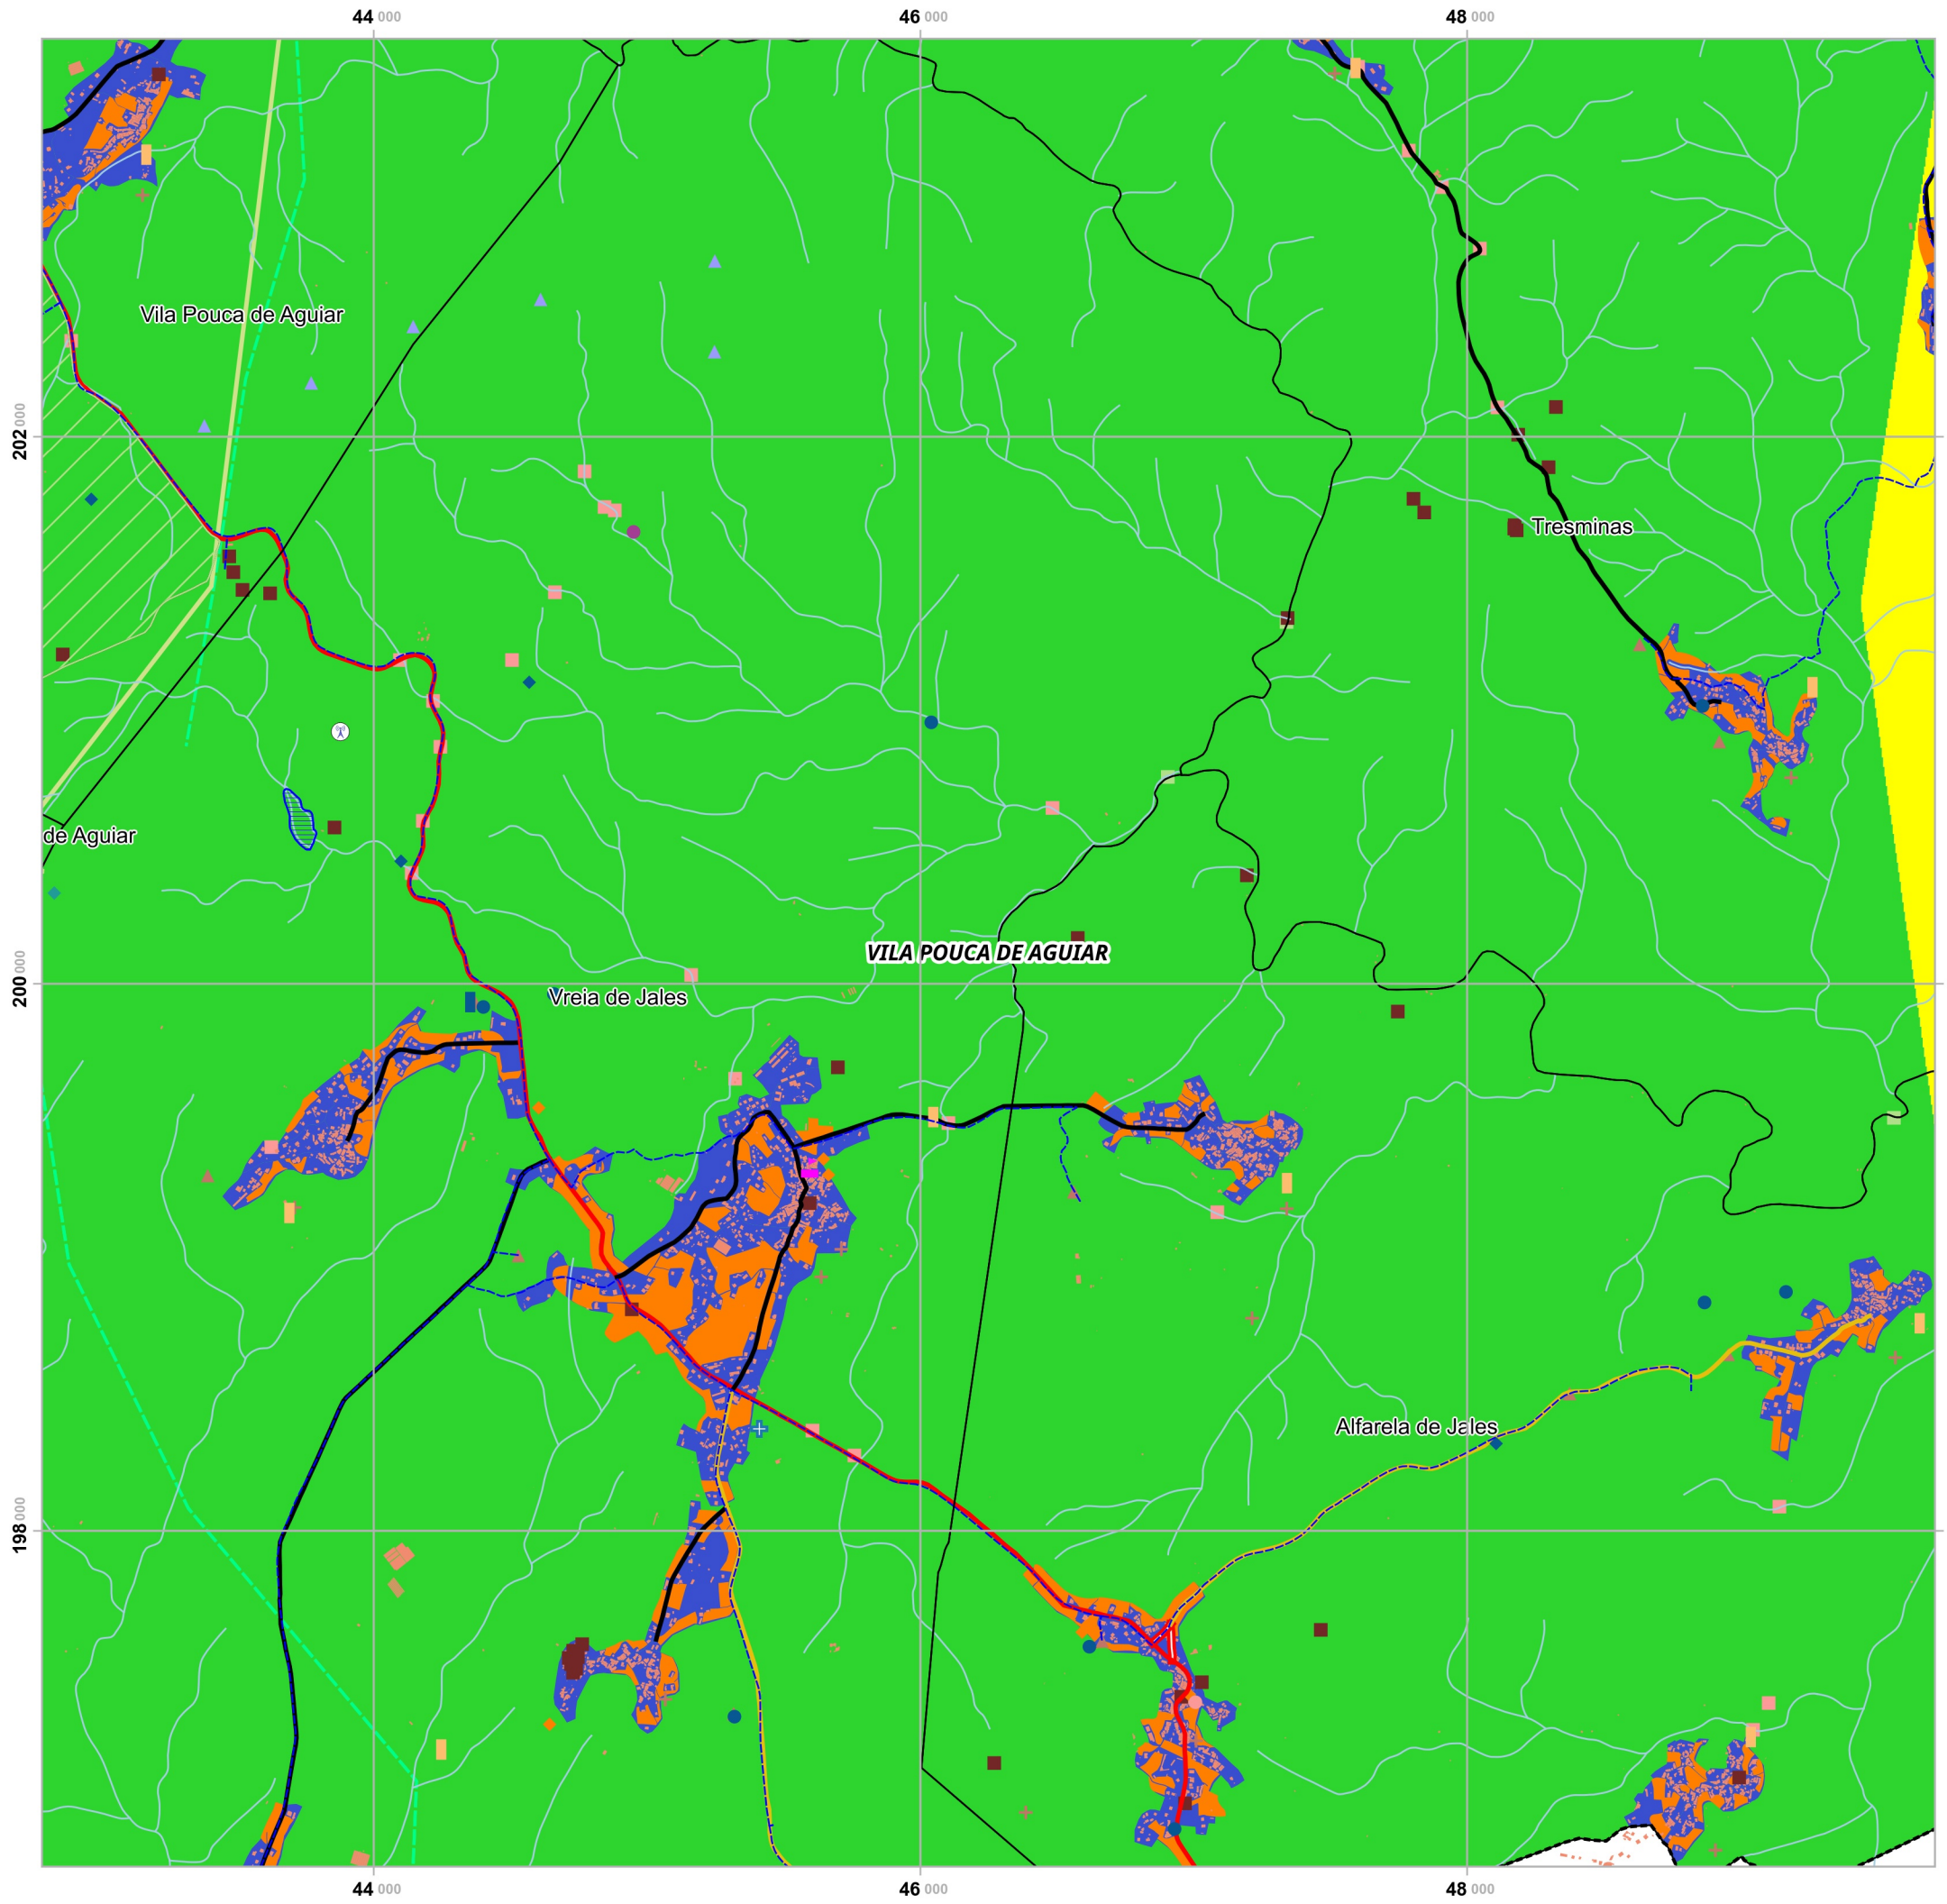 44 000
46 000
48 000
Vila Pouca de Aguiar
202 000
Tresminas
de Aguiar
VILA POUCA DE AGUIAR
200 000
Vreia de Jales
Alfarela de Jales
198 000
44 000
46 000
48 000